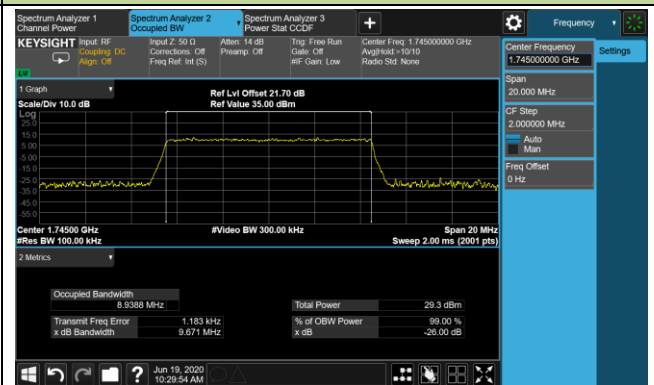 Spectrum Analyzer 1
Channel Power
Spectrum Analyzer 2
Occupied BW
Spectrum Analyzer 3
Power Stat CCDF
Frequency
KEYSIGHT
Input: RF
Coupling: DC
Align: Off
Input Z: 50 Ω
Corrections: Off
Freq Ref: Int (S)
Atten: 14 dB
Preamp: Off
Trig: Free Run
Gate: Off
#IF Gain: Low
Center Freq: 1.745000000 GHz
Avg|Hold:>10/10
Radio Std: None
Center Frequency
1.745000000 GHz
Settings
Span
20.000 MHz
CF Step
2.000000 MHz
Auto
Man
Freq Offset
0 Hz
1 Graph
Scale/Div 10.0 dB
Ref Lvl Offset 21.70 dB
Ref Value 35.00 dBm
Log
25.0
15.0
5.00
-5.00
-15.0
-25.0
-35.0
-45.0
-55.0
Center 1.74500 GHz
#Res BW 100.00 kHz
#Video BW 300.00 kHz
Span 20 MHz
Sweep 2.00 ms (2001 pts)
2 Metrics
Occupied Bandwidth
8.9388 MHz
Total Power 29.3 dBm
Transmit Freq Error 1.183 kHz
% of OBW Power 99.00 %
x dB Bandwidth 9.671 MHz
x dB -26.00 dB
Jun 19, 2020
10:29:54 AM